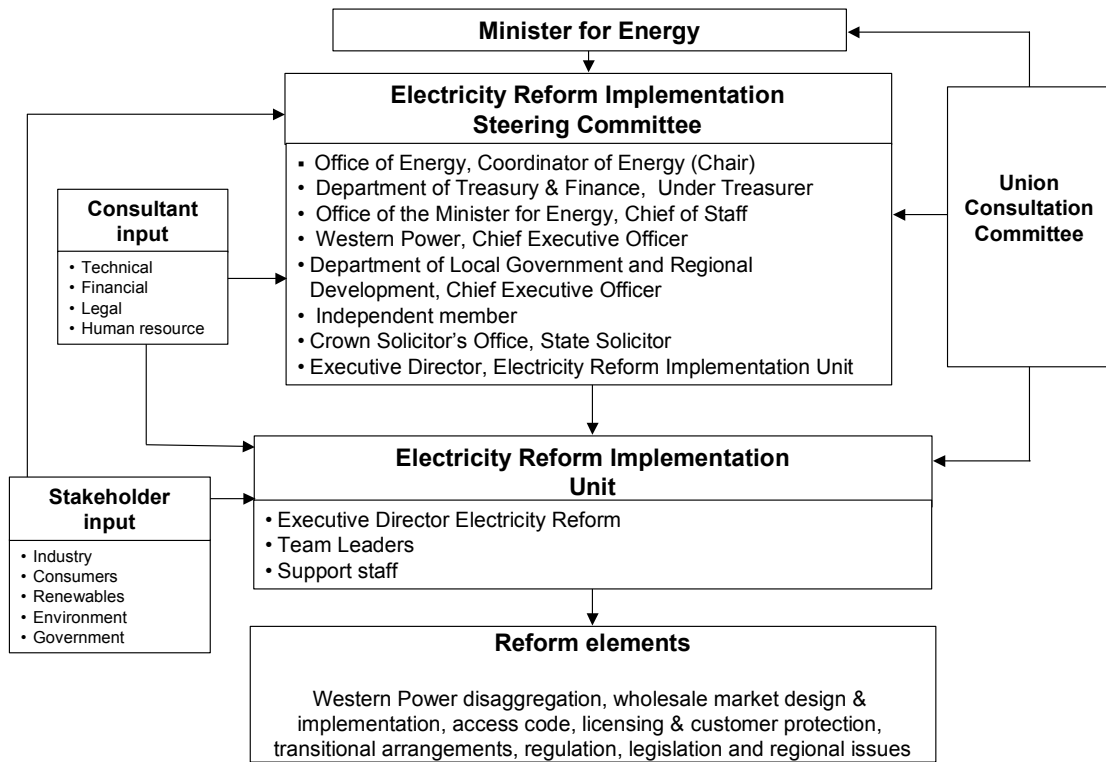 Minister for Energy
Electricity Reform Implementation
Steering Committee
▪ Office of Energy, Coordinator of Energy (Chair)
• Department of Treasury & Finance, Under Treasurer
• Office of the Minister for Energy, Chief of Staff
• Western Power, Chief Executive Officer
• Department of Local Government and Regional
Development, Chief Executive Officer
• Independent member
• Crown Solicitor's Office, State Solicitor
• Executive Director, Electricity Reform Implementation Unit
Union
Consultation
Committee
Consultant
input
• Technical
• Financial
• Legal
• Human resource
Electricity Reform Implementation
Unit
• Executive Director Electricity Reform
• Team Leaders
• Support staff
Stakeholder
input
• Industry
• Consumers
• Renewables
• Environment
• Government
Reform elements
Western Power disaggregation, wholesale market design &
implementation, access code, licensing & customer protection,
transitional arrangements, regulation, legislation and regional issues